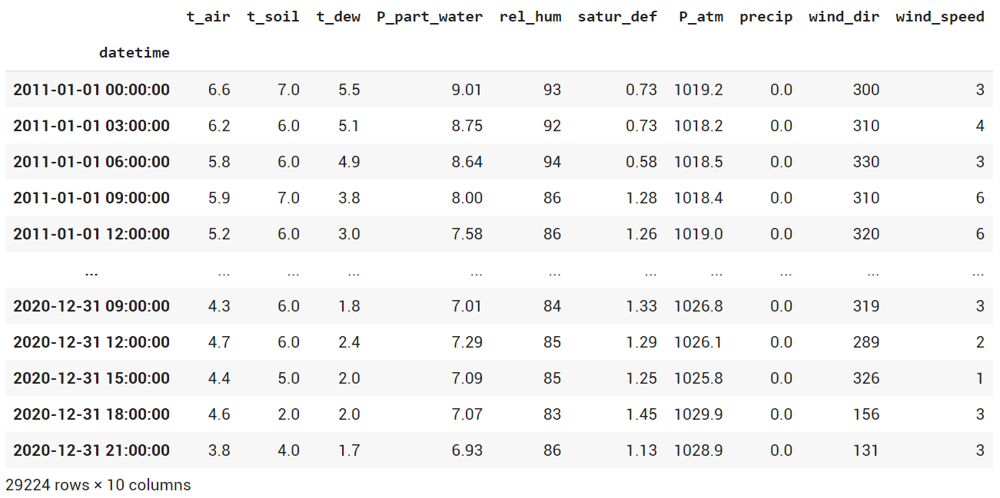 t_air t_soil t_dew P_part_water rel_hum satur_def P_atm precip wind_dir wind_speed
datetime
2011-01-01 00:00:00 6.6 7.0 5.5 9.01 93 0.73 1019.2 0.0 300 3
2011-01-01 03:00:00 6.2 6.0 5.1 8.75 92 0.73 1018.2 0.0 310 4
2011-01-01 06:00:00 5.8 6.0 4.9 8.64 94 0.58 1018.5 0.0 330 3
2011-01-01 09:00:00 5.9 7.0 3.8 8.00 86 1.28 1018.4 0.0 310 6
2011-01-01 12:00:00 5.2 6.0 3.0 7.58 86 1.26 1019.0 0.0 320 6
... ... ... ... ... ... ... ... ... ... ...
2020-12-31 09:00:00 4.3 6.0 1.8 7.01 84 1.33 1026.8 0.0 319 3
2020-12-31 12:00:00 4.7 6.0 2.4 7.29 85 1.29 1026.1 0.0 289 2
2020-12-31 15:00:00 4.4 5.0 2.0 7.09 85 1.25 1025.8 0.0 326 1
2020-12-31 18:00:00 4.6 2.0 2.0 7.07 83 1.45 1029.9 0.0 156 3
2020-12-31 21:00:00 3.8 4.0 1.7 6.93 86 1.13 1028.9 0.0 131 3
29224 rows × 10 columns